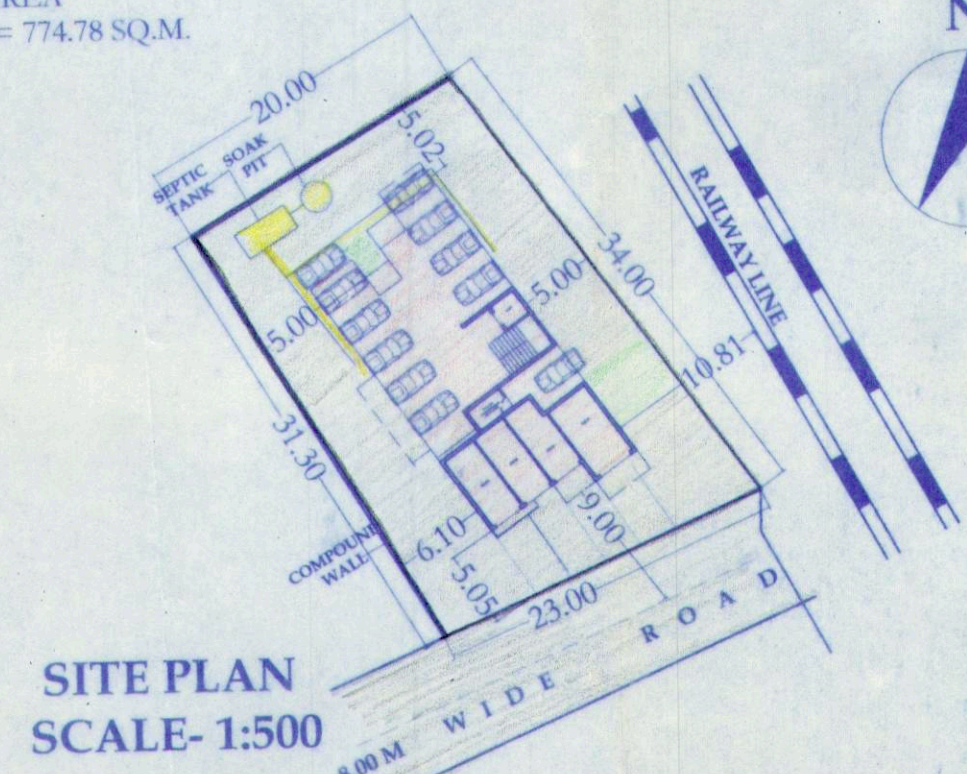 = 774.78 SQ.M.
N
20.00
SEPTIC
TANK
SOAK
PIT
5.02
RAILWAY LINE
34.00
5.00
5.00
10.81
31.30
9.00
6.10
COMPOUND
WALL
5.05
23.00
SITE PLAN
SCALE- 1:500
8.00 M WIDE ROAD